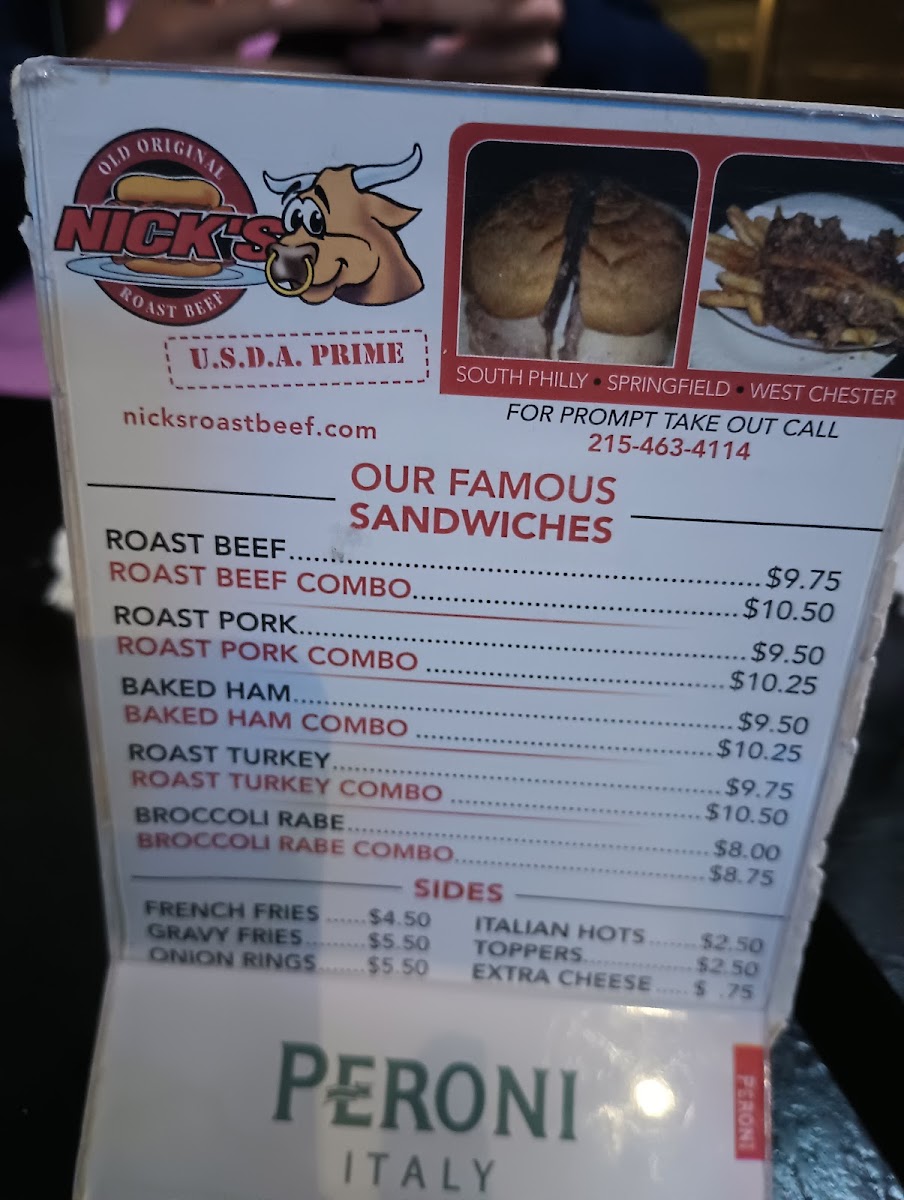 OLD ORIGINAL
NICK'S
ROAST BEEF
U.S.D.A. PRIME
nicksroastbeef.com
SOUTH PHILLY • SPRINGFIELD • WEST CHESTER
FOR PROMPT TAKE OUT CALL
215-463-4114
OUR FAMOUS
SANDWICHES
ROAST BEEF $9.75
ROAST BEEF COMBO $10.50
ROAST PORK $9.50
ROAST PORK COMBO $10.25
BAKED HAM $9.50
BAKED HAM COMBO $10.25
ROAST TURKEY $9.75
ROAST TURKEY COMBO $10.50
BROCCOLI RABE $8.00
BROCCOLI RABE COMBO $8.75
SIDES
FRENCH FRIES $4.50
GRAVY FRIES $5.50
ONION RINGS $5.50
ITALIAN HOTS $2.50
TOPPERS $2.50
EXTRA CHEESE $ .75
PERONI
ITALY
PERONI